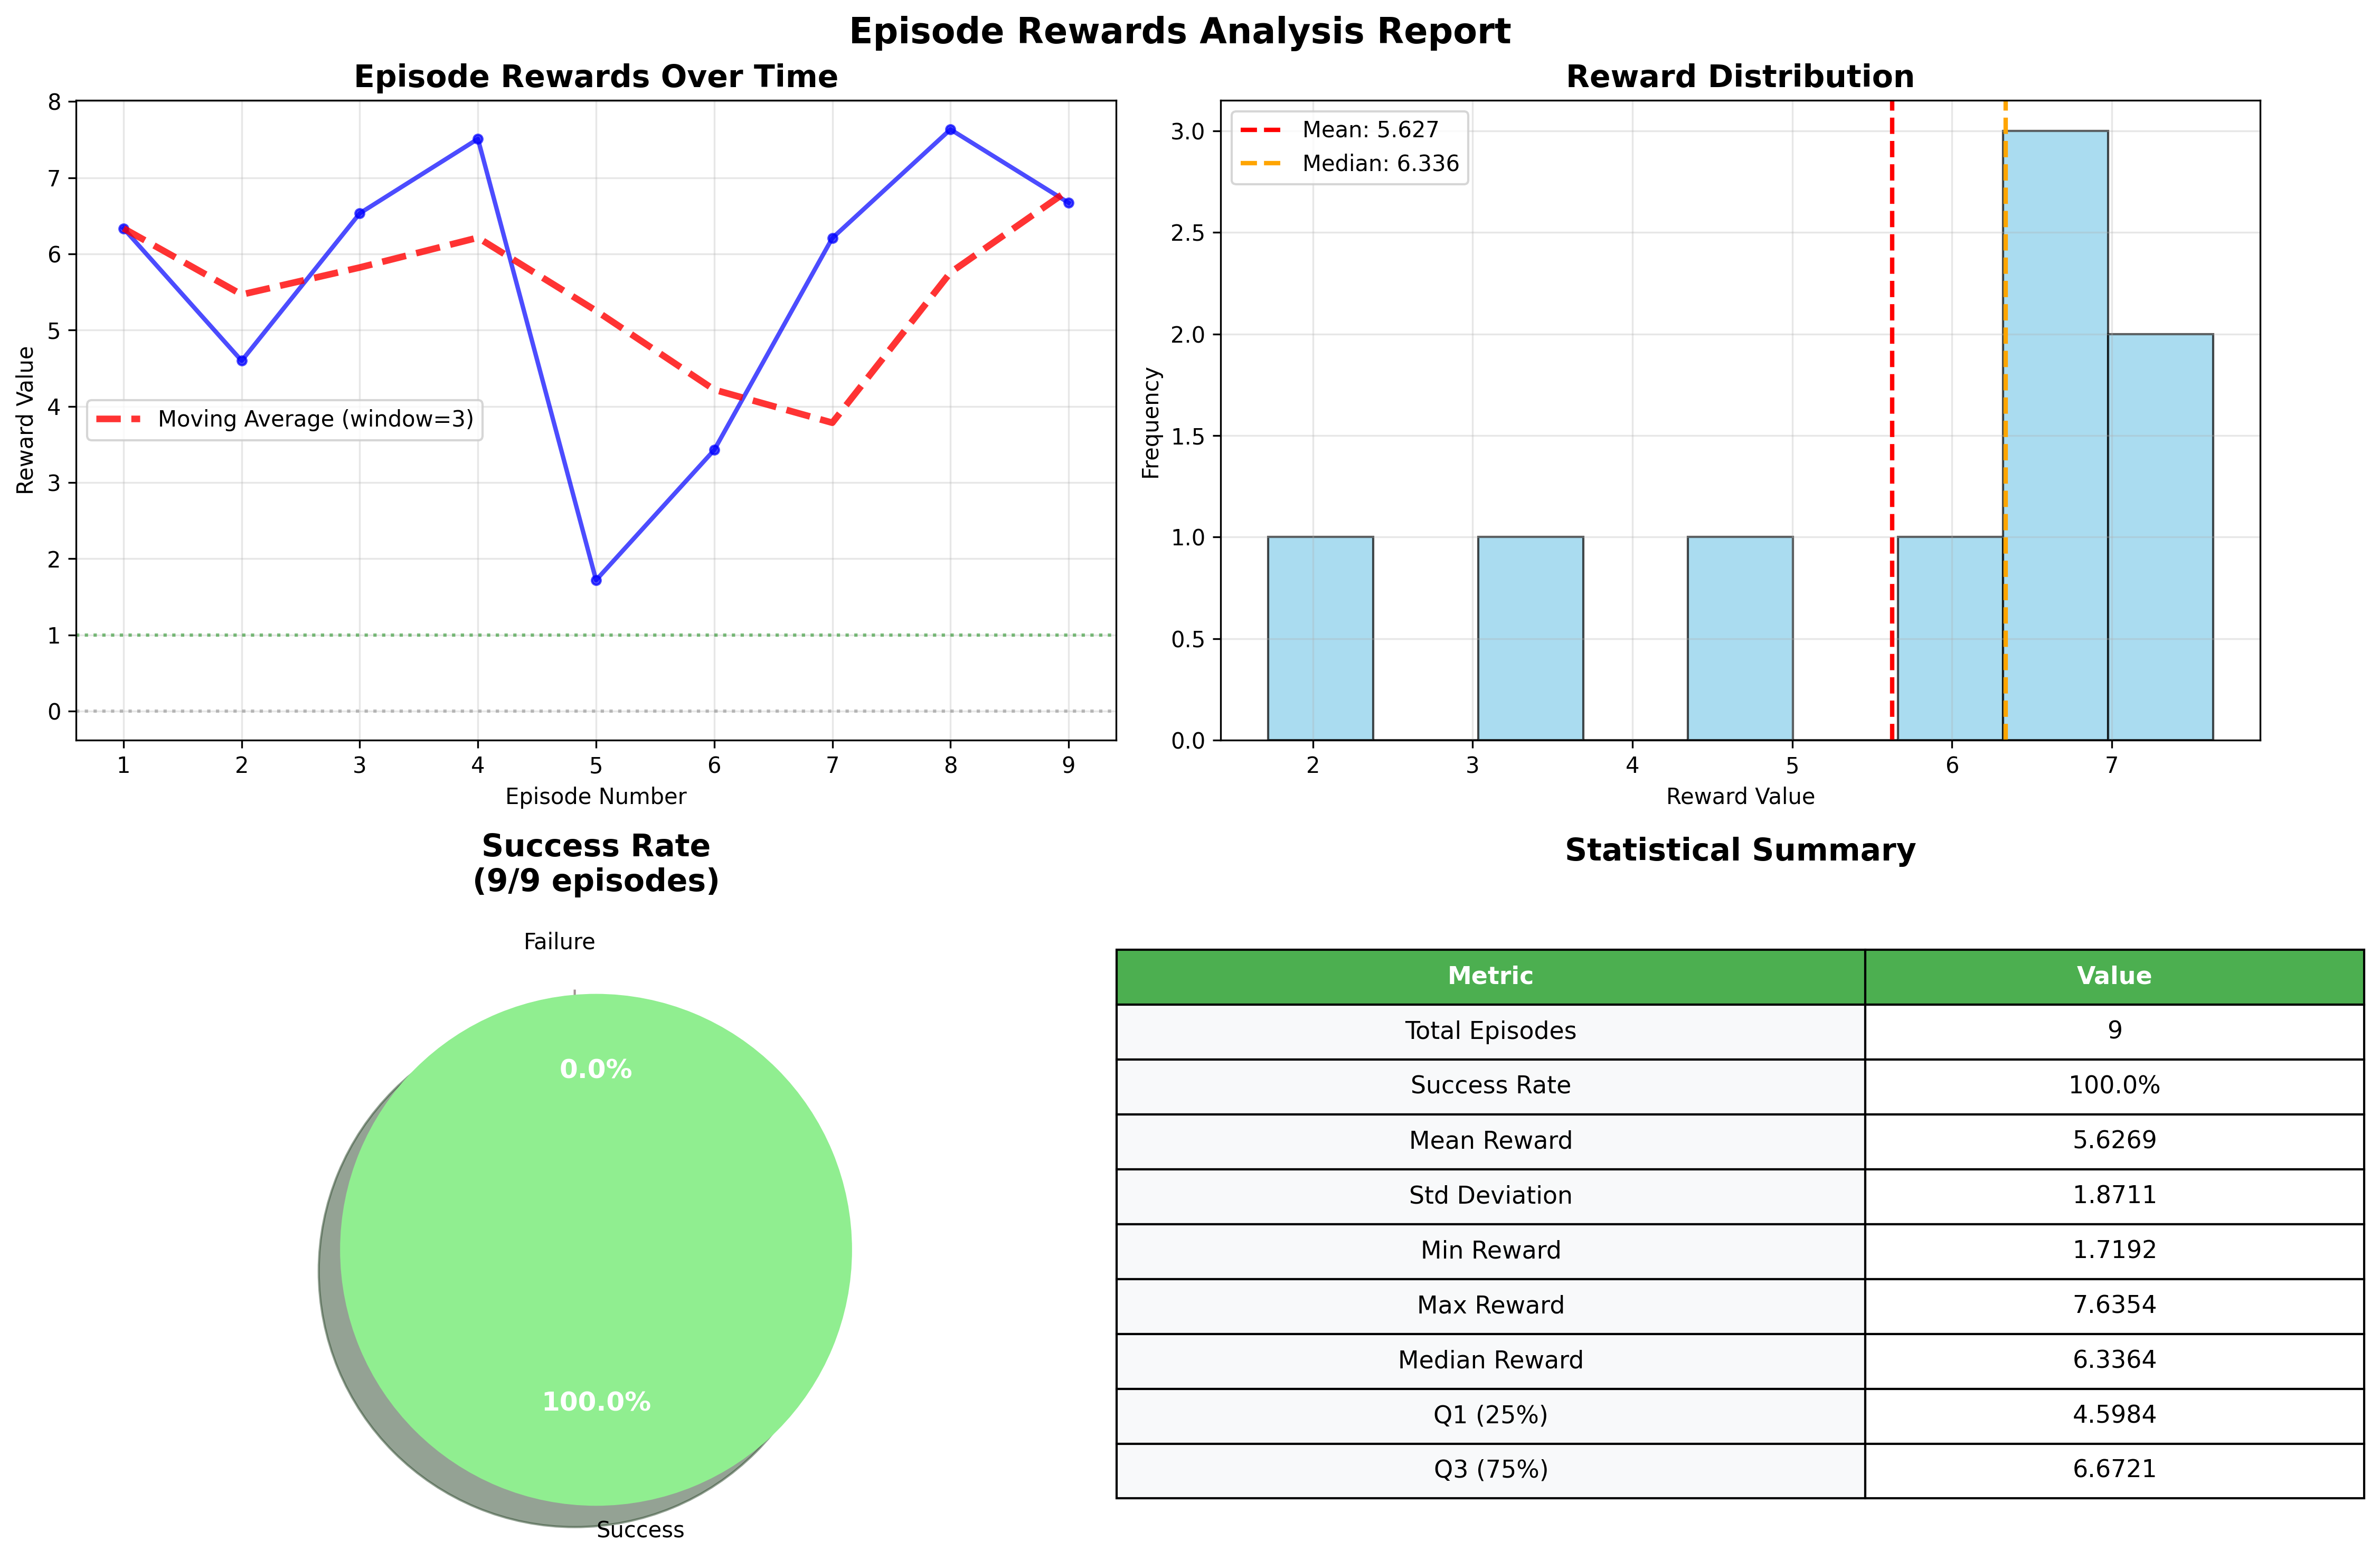 Episode Rewards Analysis Report
Episode Rewards Over Time
8
7
6
5
4
3
2
1
0
Reward Value
Moving Average (window=3)
1 2 3 4 5 6 7 8 9
Episode Number
Reward Distribution
Mean: 5.627
Median: 6.336
3.0
2.5
2.0
1.5
1.0
0.5
0.0
Frequency
2 3 4 5 6 7
Reward Value
Success Rate
(9/9 episodes)
Failure
0.0%
100.0%
Success
Statistical Summary
Metric Value
Total Episodes 9
Success Rate 100.0%
Mean Reward 5.6269
Std Deviation 1.8711
Min Reward 1.7192
Max Reward 7.6354
Median Reward 6.3364
Q1 (25%) 4.5984
Q3 (75%) 6.6721